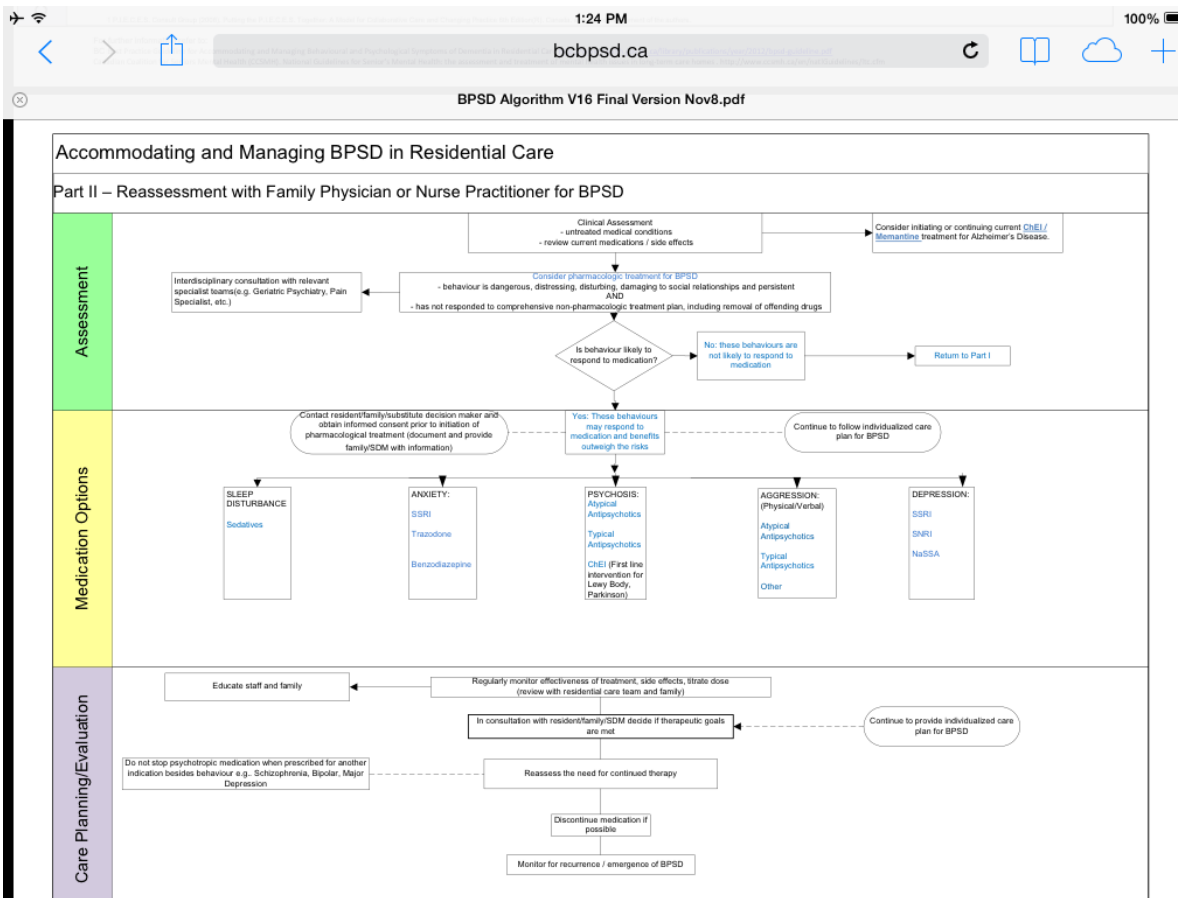 1:24 PM
100%
bcbpsd.ca
BPSD Algorithm V16 Final Version Nov8.pdf
Accommodating and Managing BPSD in Residential Care
Part II – Reassessment with Family Physician or Nurse Practitioner for BPSD
Assessment
Clinical Assessment
- untreated medical conditions
- review current medications / side effects
Consider initiating or continuing current ChEI /
Memantine treatment for Alzheimer's Disease.
Interdisciplinary consultation with relevant
specialist teams(e.g. Geriatric Psychiatry, Pain
Specialist, etc.)
Consider pharmacologic treatment for BPSD
- behaviour is dangerous, distressing, disturbing, damaging to social relationships and persistent
AND
- has not responded to comprehensive non-pharmacologic treatment plan, including removal of offending drugs
Is behaviour likely to
respond to medication?
No: these behaviours are
not likely to respond to
medication
Return to Part I
Medication Options
Contact resident/family/substitute decision maker and
obtain informed consent prior to initiation of
pharmacological treatment (document and provide
family/SDM with information)
Yes: These behaviours
may respond to
medication and benefits
outweigh the risks
Continue to follow individualized care
plan for BPSD
SLEEP
DISTURBANCE
Sedatives
ANXIETY:
SSRI
Trazodone
Benzodiazepine
PSYCHOSIS:
Atypical
Antipsychotics
Typical
Antipsychotics
ChEI (First line
intervention for
Lewy Body,
Parkinson)
AGGRESSION:
(Physical/Verbal)
Atypical
Antipsychotics
Typical
Antipsychotics
Other
DEPRESSION:
SSRI
SNRI
NaSSA
Care Planning/Evaluation
Educate staff and family
Regularly monitor effectiveness of treatment, side effects, titrate dose
(review with residential care team and family)
In consultation with resident/family/SDM decide if therapeutic goals
are met
Continue to provide individualized care
plan for BPSD
Do not stop psychotropic medication when prescribed for another
indication besides behaviour e.g.. Schizophrenia, Bipolar, Major
Depression
Reassess the need for continued therapy
Discontinue medication if
possible
Monitor for recurrence / emergence of BPSD